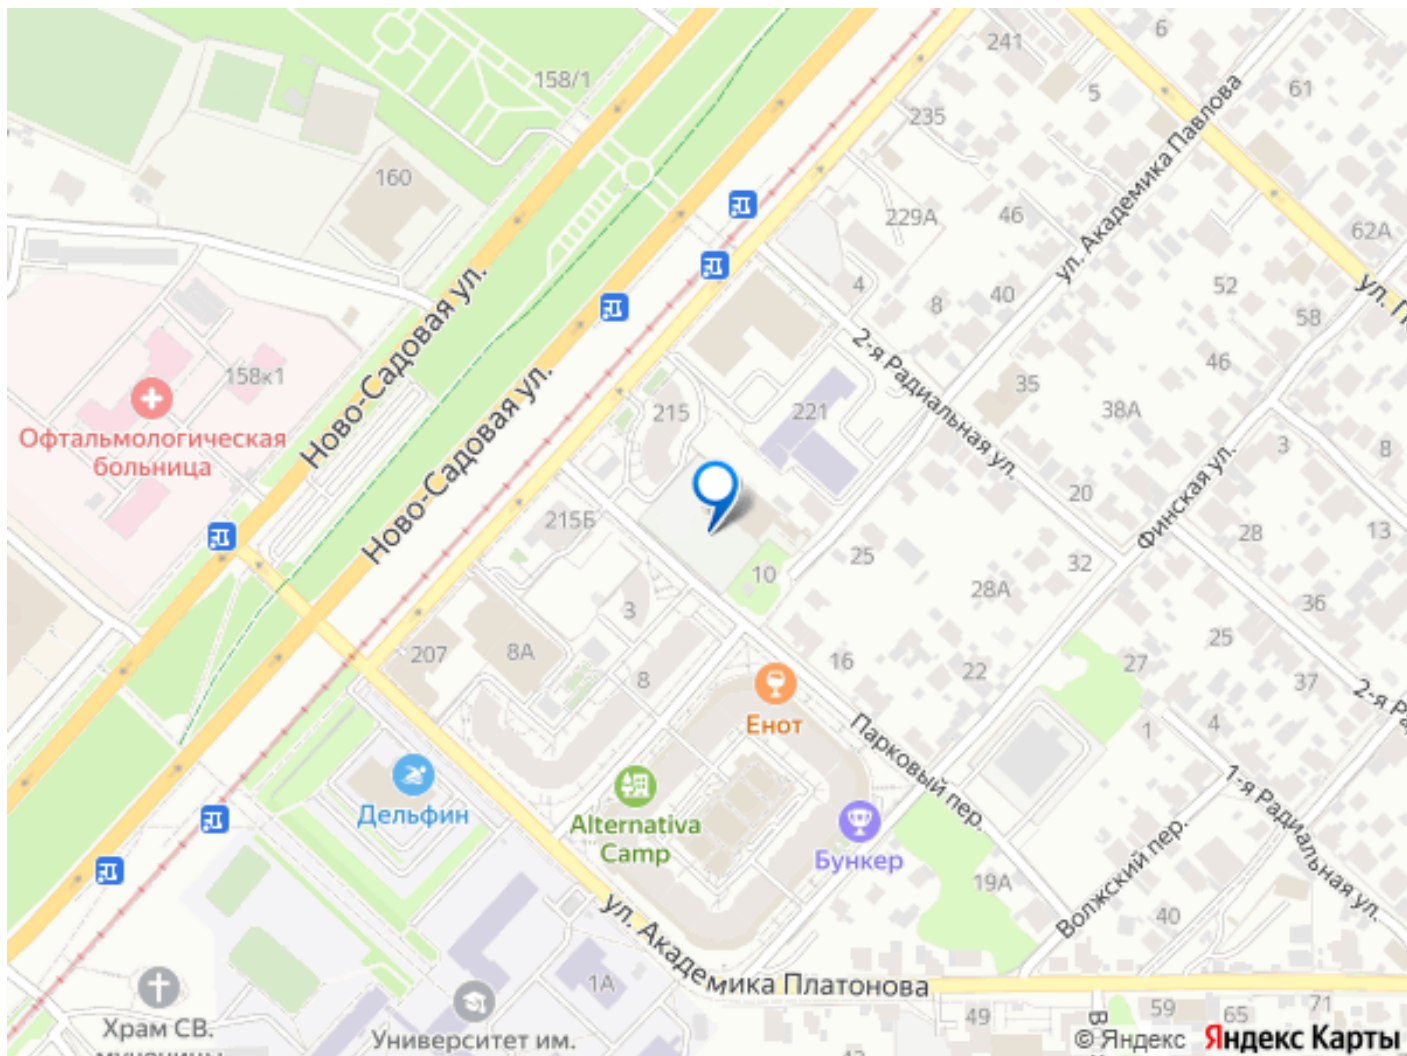 241
6
61
5
158/1
235
ул. Академика Павлова
160
229А
46
62А
4
8
40
52
ул. П
58
Ново-Садовая ул.
2-я Радиальная ул.
46
158к1
35
38А
215
221
Ново-Садовая ул.
Офтальмологическая
больница
3
8
Финская ул.
20
215Б
28
13
25
32
10
28А
36
3
25
207
8А
8
16
22
27
37
2-я Ра
Енот
Парковый пер.
1
4
1-я Радиальная ул.
Дельфин
Alternativa
Camp
Бункер
19А
Волжский пер.
40
ул. Академика Платонова
1А
Храм СВ.
Университет им.
49
59
65
71
© Яндекс Яндекс Карты